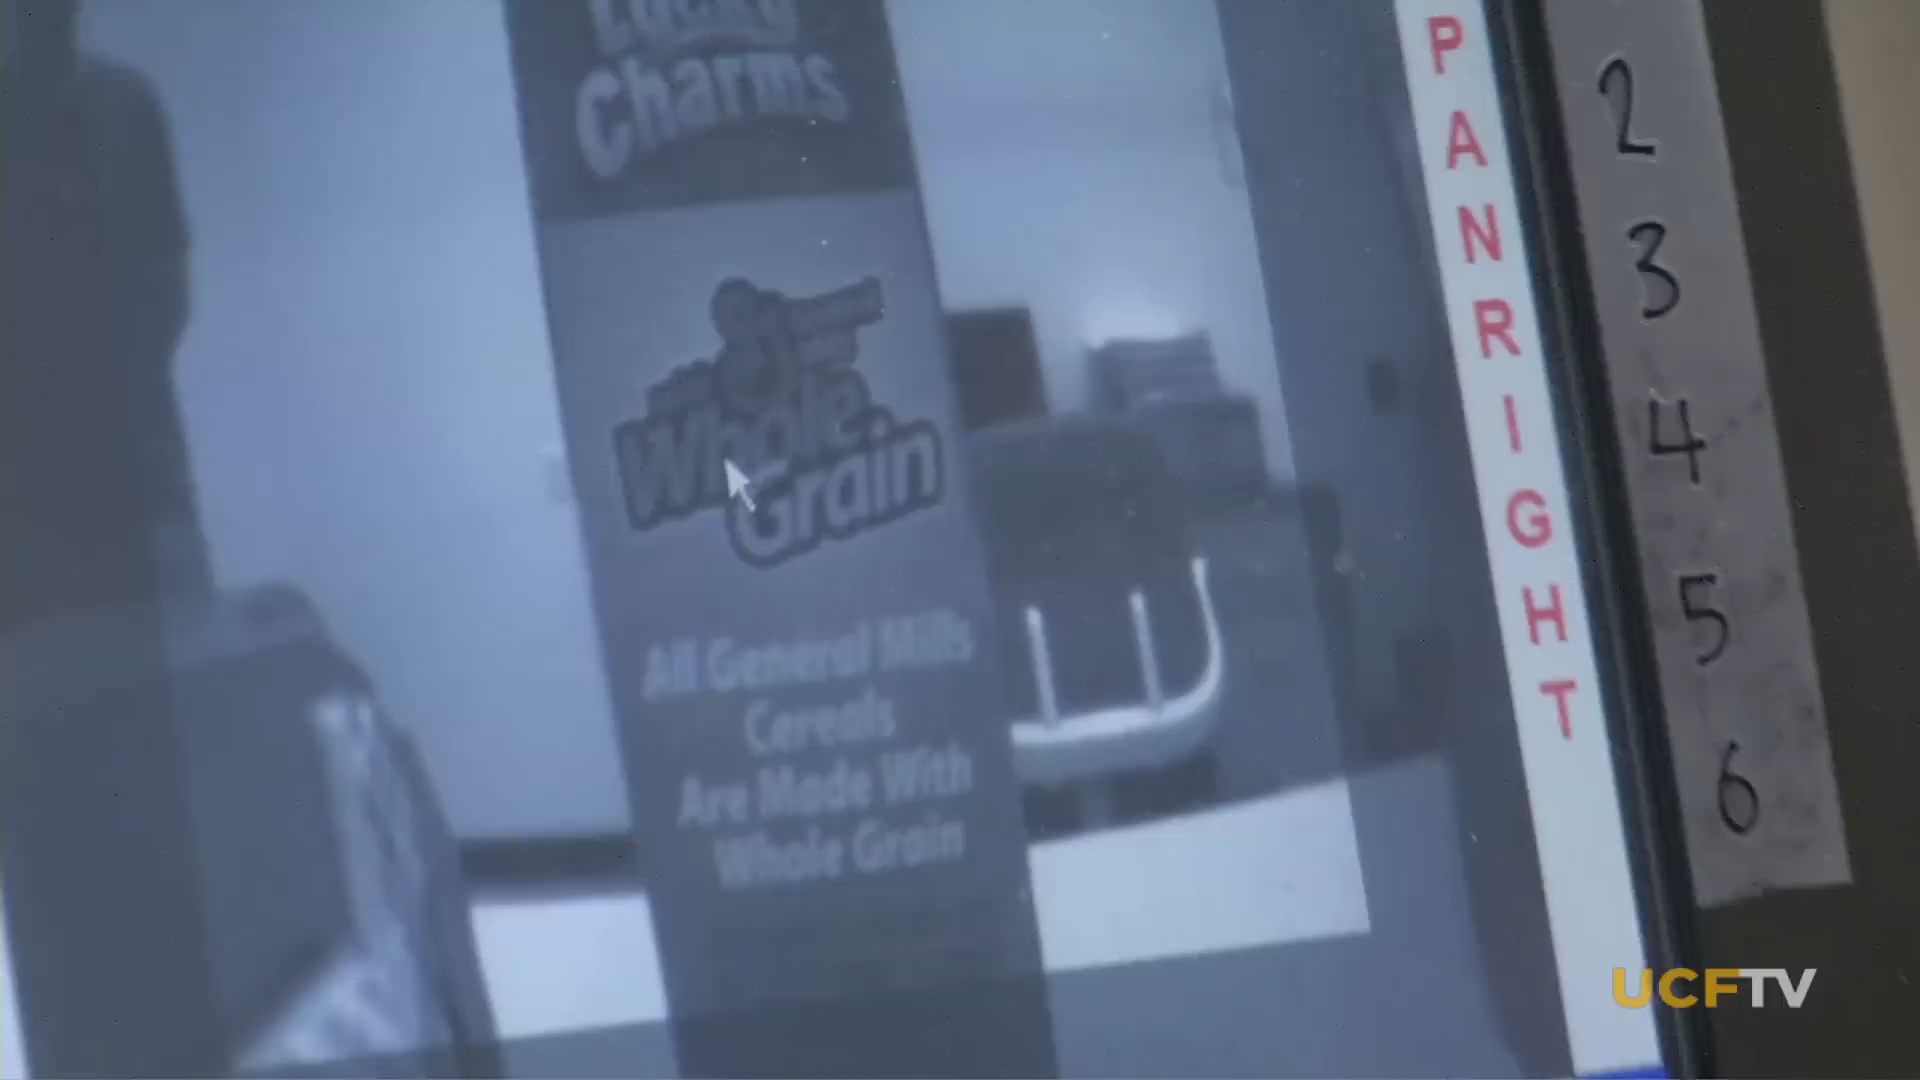 Lucky
Charms
Whole
Grain
All General Mills
Cereals
Are Made With
Whole Grain
PANRIGHT
2
3
4
5
6
UCFTV